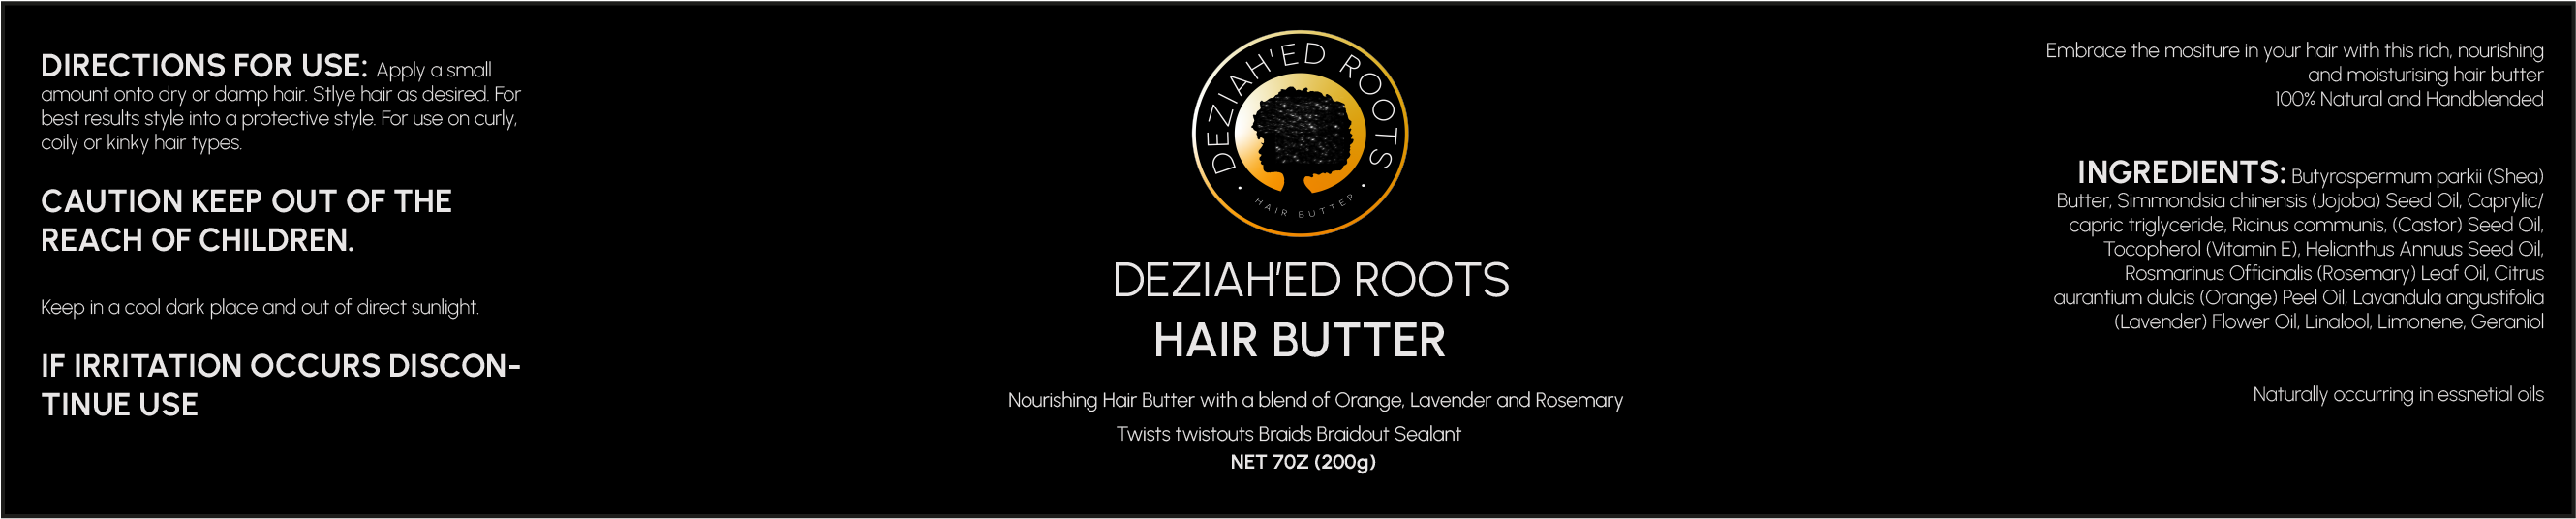 DIRECTIONS FOR USE: Apply a small
amount onto dry or damp hair. Stlye hair as desired. For
best results style into a protective style. For use on curly,
coily or kinky hair types.
CAUTION KEEP OUT OF THE
REACH OF CHILDREN.
Keep in a cool dark place and out of direct sunlight.
IF IRRITATION OCCURS DISCON-
TINUE USE
DEZIAH'ED ROOTS
HAIR BUTTER
DEZIAH'ED ROOTS
HAIR BUTTER
Nourishing Hair Butter with a blend of Orange, Lavender and Rosemary
Twists twistouts Braids Braidout Sealant
NET 7OZ (200g)
Embrace the mositure in your hair with this rich, nourishing
and moisturising hair butter
100% Natural and Handblended
INGREDIENTS: Butyrospermum parkii (Shea)
Butter, Simmondsia chinensis (Jojoba) Seed Oil, Caprylic/
capric triglyceride, Ricinus communis, (Castor) Seed Oil,
Tocopherol (Vitamin E), Helianthus Annuus Seed Oil,
Rosmarinus Officinalis (Rosemary) Leaf Oil, Citrus
aurantium dulcis (Orange) Peel Oil, Lavandula angustifolia
(Lavender) Flower Oil, Linalool, Limonene, Geraniol
Naturally occurring in essnetial oils